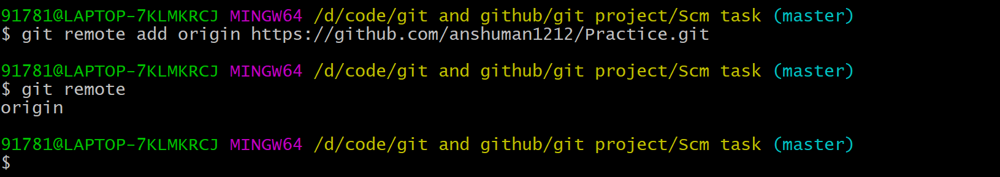 91781@LAPTOP-7KLMKRCJ MINGW64 /d/code/git and github/git project/Scm task (master)
$ git remote add origin https://github.com/anshuman1212/Practice.git
91781@LAPTOP-7KLMKRCJ MINGW64 /d/code/git and github/git project/Scm task (master)
$ git remote
origin
91781@LAPTOP-7KLMKRCJ MINGW64 /d/code/git and github/git project/Scm task (master)
$